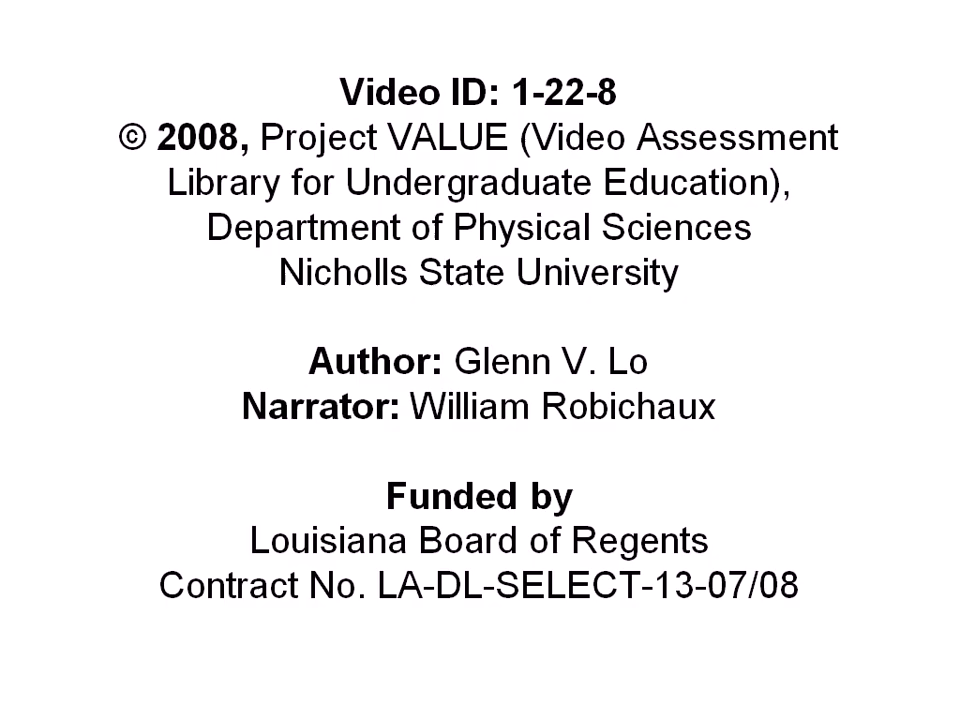 Video ID: 1-22-8
© 2008, Project VALUE (Video Assessment
Library for Undergraduate Education),
Department of Physical Sciences
Nicholls State University
Author: Glenn V. Lo
Narrator: William Robichaux
Funded by
Louisiana Board of Regents
Contract No. LA-DL-SELECT-13-07/08